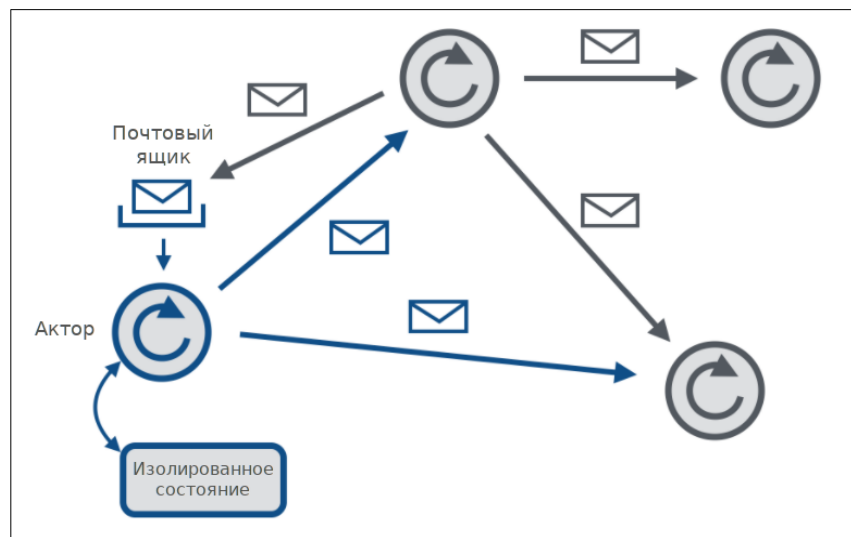 Почтовый
ящик
Актор
Изолированное
состояние